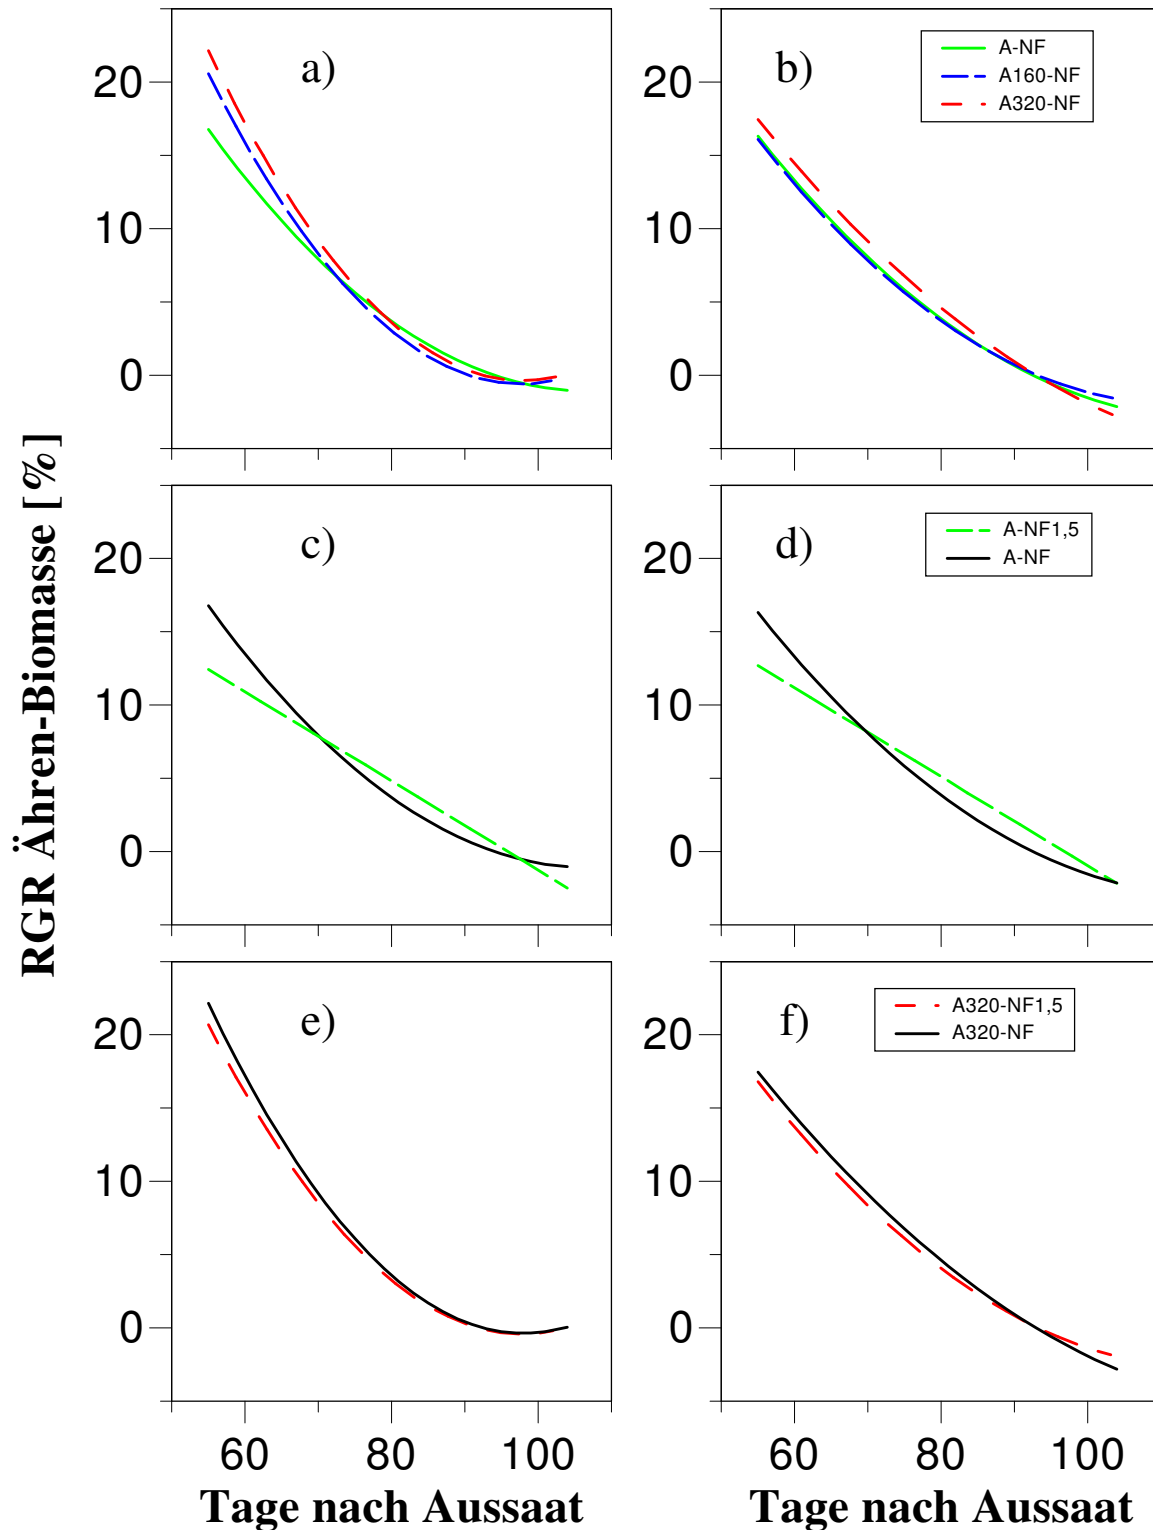 RGR Ähren-Biomasse [%]
a)
20
10
0
b)
20
10
0
A-NF
A160-NF
A320-NF
c)
20
10
0
d)
20
10
0
A-NF1,5
A-NF
e)
20
10
0
60 80 100
Tage nach Aussaat
f)
20
10
0
A320-NF1,5
A320-NF
60 80 100
Tage nach Aussaat